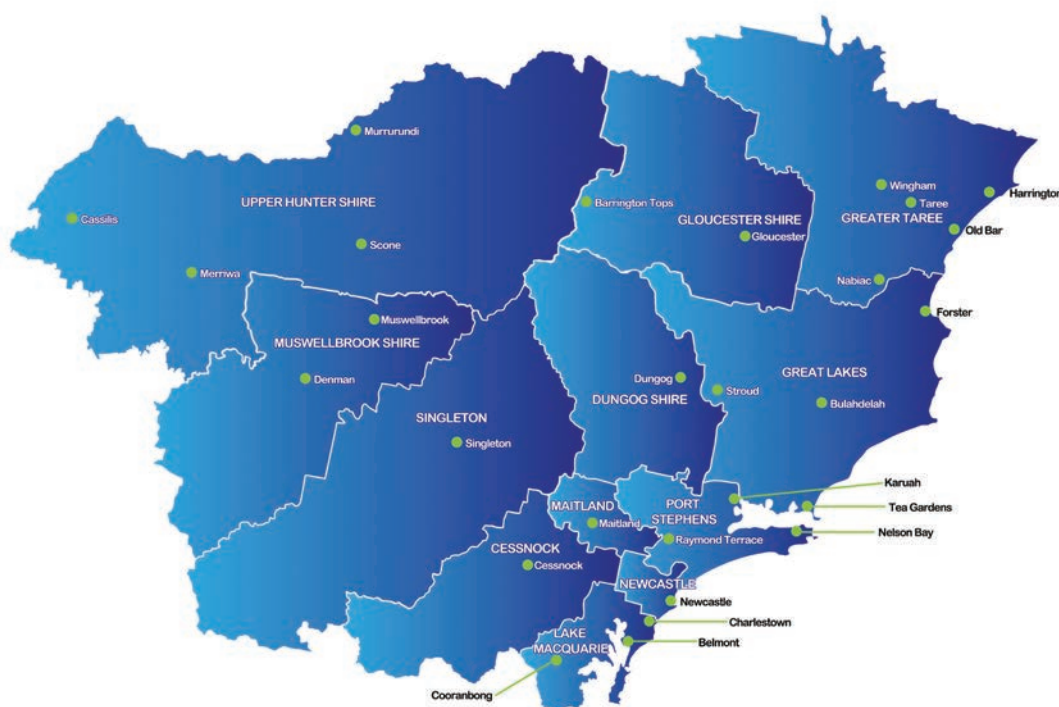 Murrurundi
UPPER HUNTER SHIRE
Cassilis
Scone
Merriwa
Barrington Tops
GLOUCESTER SHIRE
Gloucester
Wingham
Taree
GREATER TAREE
Harrington
Old Bar
Nabiac
Forster
Muswellbrook
MUSWELLBROOK SHIRE
Denman
SINGLETON
Singleton
Dungog
DUNGOG SHIRE
Stroud
GREAT LAKES
Bulahdelah
Karuah
Tea Gardens
Nelson Bay
MAITLAND
Maitland
PORT
STEPHENS
Raymond Terrace
CESSNOCK
Cessnock
NEWCASTLE
Newcastle
Charlestown
Belmont
LAKE
MACQUARIE
Cooranbong